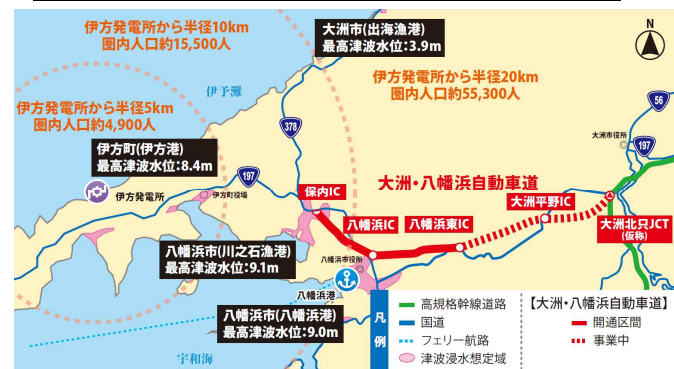 伊方発電所から半径10km
圏内人口約15,500人
大洲市(出海漁港)
最高津波水位:3.9m
N
伊予灘
伊方発電所から半径20km
圏内人口約55,300人
伊方発電所から半径5km
圏内人口約4,900人
56
大洲市役所
197
378
伊方町(伊方港)
最高津波水位:8.4m
197
保内IC
大洲・八幡浜自動車道
伊方発電所
伊方町役場
大洲平野IC
八幡浜IC
八幡浜東IC
大洲北只JCT
(仮称)
八幡浜市(川之石漁港)
最高津波水位:9.1m
八幡浜市役所
八幡浜港
八幡浜市(八幡浜港)
最高津波水位:9.0m
宇和海
凡例
高規格幹線道路
国道
フェリー航路
津波浸水想定域
【大洲・八幡浜自動車道】
開通区間
事業中